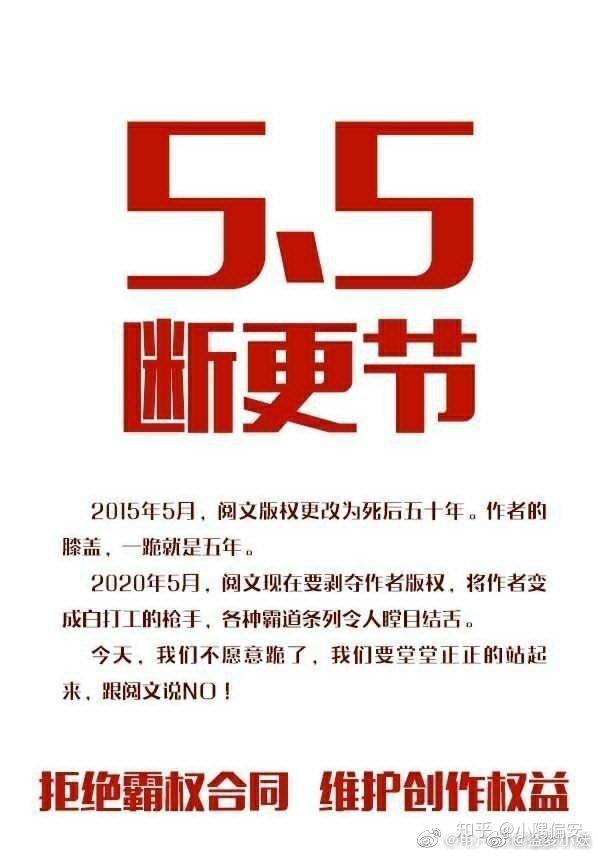 5、5
断更节
2015年5月，阅文版权更改为死后五十年。作者的
膝盖，一跪就是五年。
2020年5月，阅文现在要剥夺作者版权，将作者变
成白打工的枪手，各种霸道条列令人瞠目结舌。
今天，我们不愿意跪了，我们要堂堂正正的站起
来，跟阅文说NO！
拒绝霸权合同 维护创作权益
知乎 @小隅偏安